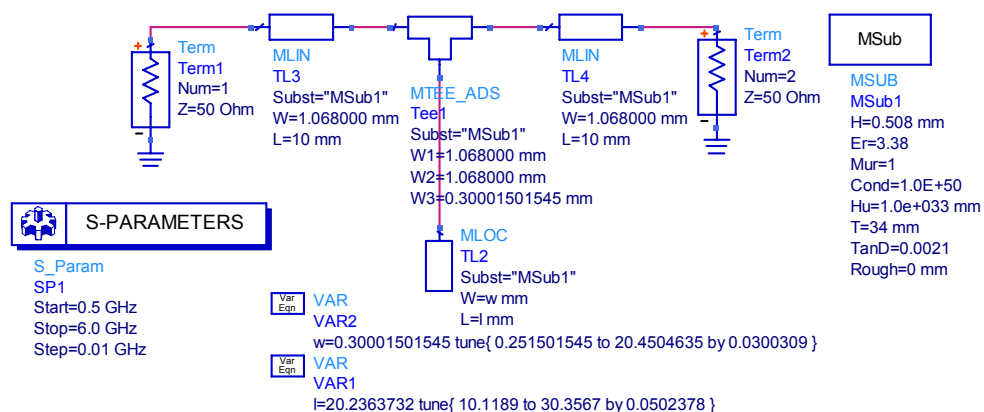 +
Term
Term1
Num=1
Z=50 Ohm
-
MLIN
TL3
Subst="MSub1"
W=1.068000 mm
L=10 mm
MTEE_ADS
Tee1
Subst="MSub1"
W1=1.068000 mm
W2=1.068000 mm
W3=0.30001501545 mm
MLIN
TL4
Subst="MSub1"
W=1.068000 mm
L=10 mm
+
Term
Term2
Num=2
Z=50 Ohm
-
MSub
MSUB
MSub1
H=0.508 mm
Er=3.38
Mur=1
Cond=1.0E+50
Hu=1.0e+033 mm
T=34 mm
TanD=0.0021
Rough=0 mm
S-PARAMETERS
S_Param
SP1
Start=0.5 GHz
Stop=6.0 GHz
Step=0.01 GHz
MLOC
TL2
Subst="MSub1"
W=w mm
L=l mm
Var
Eqn
VAR
VAR2
w=0.30001501545 tune{ 0.251501545 to 20.4504635 by 0.0300309 }
Var
Eqn
VAR
VAR1
l=20.2363732 tune{ 10.1189 to 30.3567 by 0.0502378 }